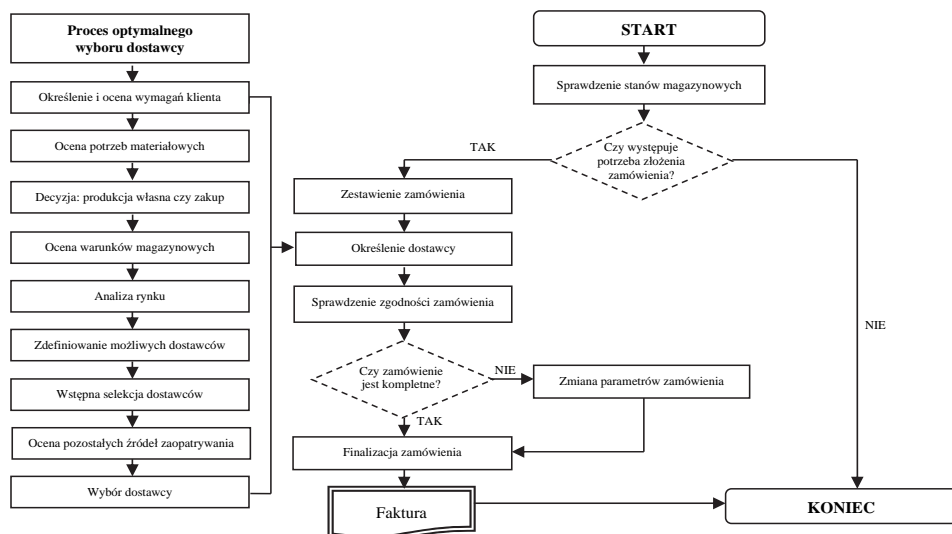 Proces optymalnego
wyboru dostawcy
Określenie i ocena wymagań klienta
Ocena potrzeb materiałowych
Decyzja: produkcja własna czy zakup
Ocena warunków magazynowych
Analiza rynku
Zdefiniowanie możliwych dostawców
Wstępna selekcja dostawców
Ocena pozostałych źródeł zaopatrywania
Wybór dostawcy
START
Sprawdzenie stanów magazynowych
Czy występuje
potrzeba złożenia
zamówienia?
TAK
NIE
Zestawienie zamówienia
Określenie dostawcy
Sprawdzenie zgodności zamówienia
Czy zamówienie
jest kompletne?
NIE
Zmiana parametrów zamówienia
TAK
Finalizacja zamówienia
Faktura
KONIEC